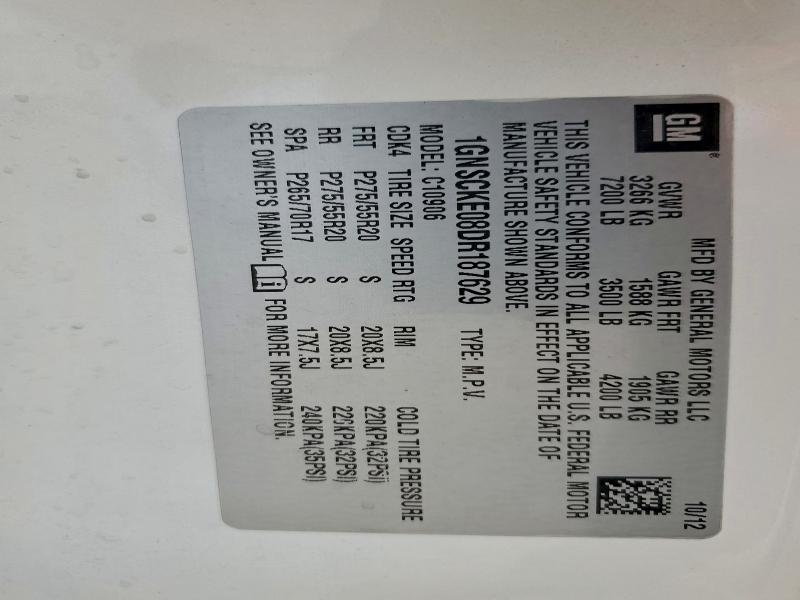 GM®
MFD BY GENERAL MOTORS LLC 10/12
GVWR GAWR FRT GAWR RR
3266 KG 1588 KG 1905 KG
7200 LB 3500 LB 4200 LB
THIS VEHICLE CONFORMS TO ALL APPLICABLE U.S. FEDERAL MOTOR
VEHICLE SAFETY STANDARDS IN EFFECT ON THE DATE OF
MANUFACTURE SHOWN ABOVE.
1GNSCKE08DR187629 TYPE: M.P.V.
MODEL: C10906
CDK4 TIRE SIZE SPEED RTG RIM COLD TIRE PRESSURE
FRT P275/55R20 S 20X8.5J 220KPA(32PSI)
RR P275/55R20 S 20X8.5J 220KPA(32PSI)
SPA P265/70R17 S 17X7.5J 240KPA(35PSI)
SEE OWNER'S MANUAL i FOR MORE INFORMATION.